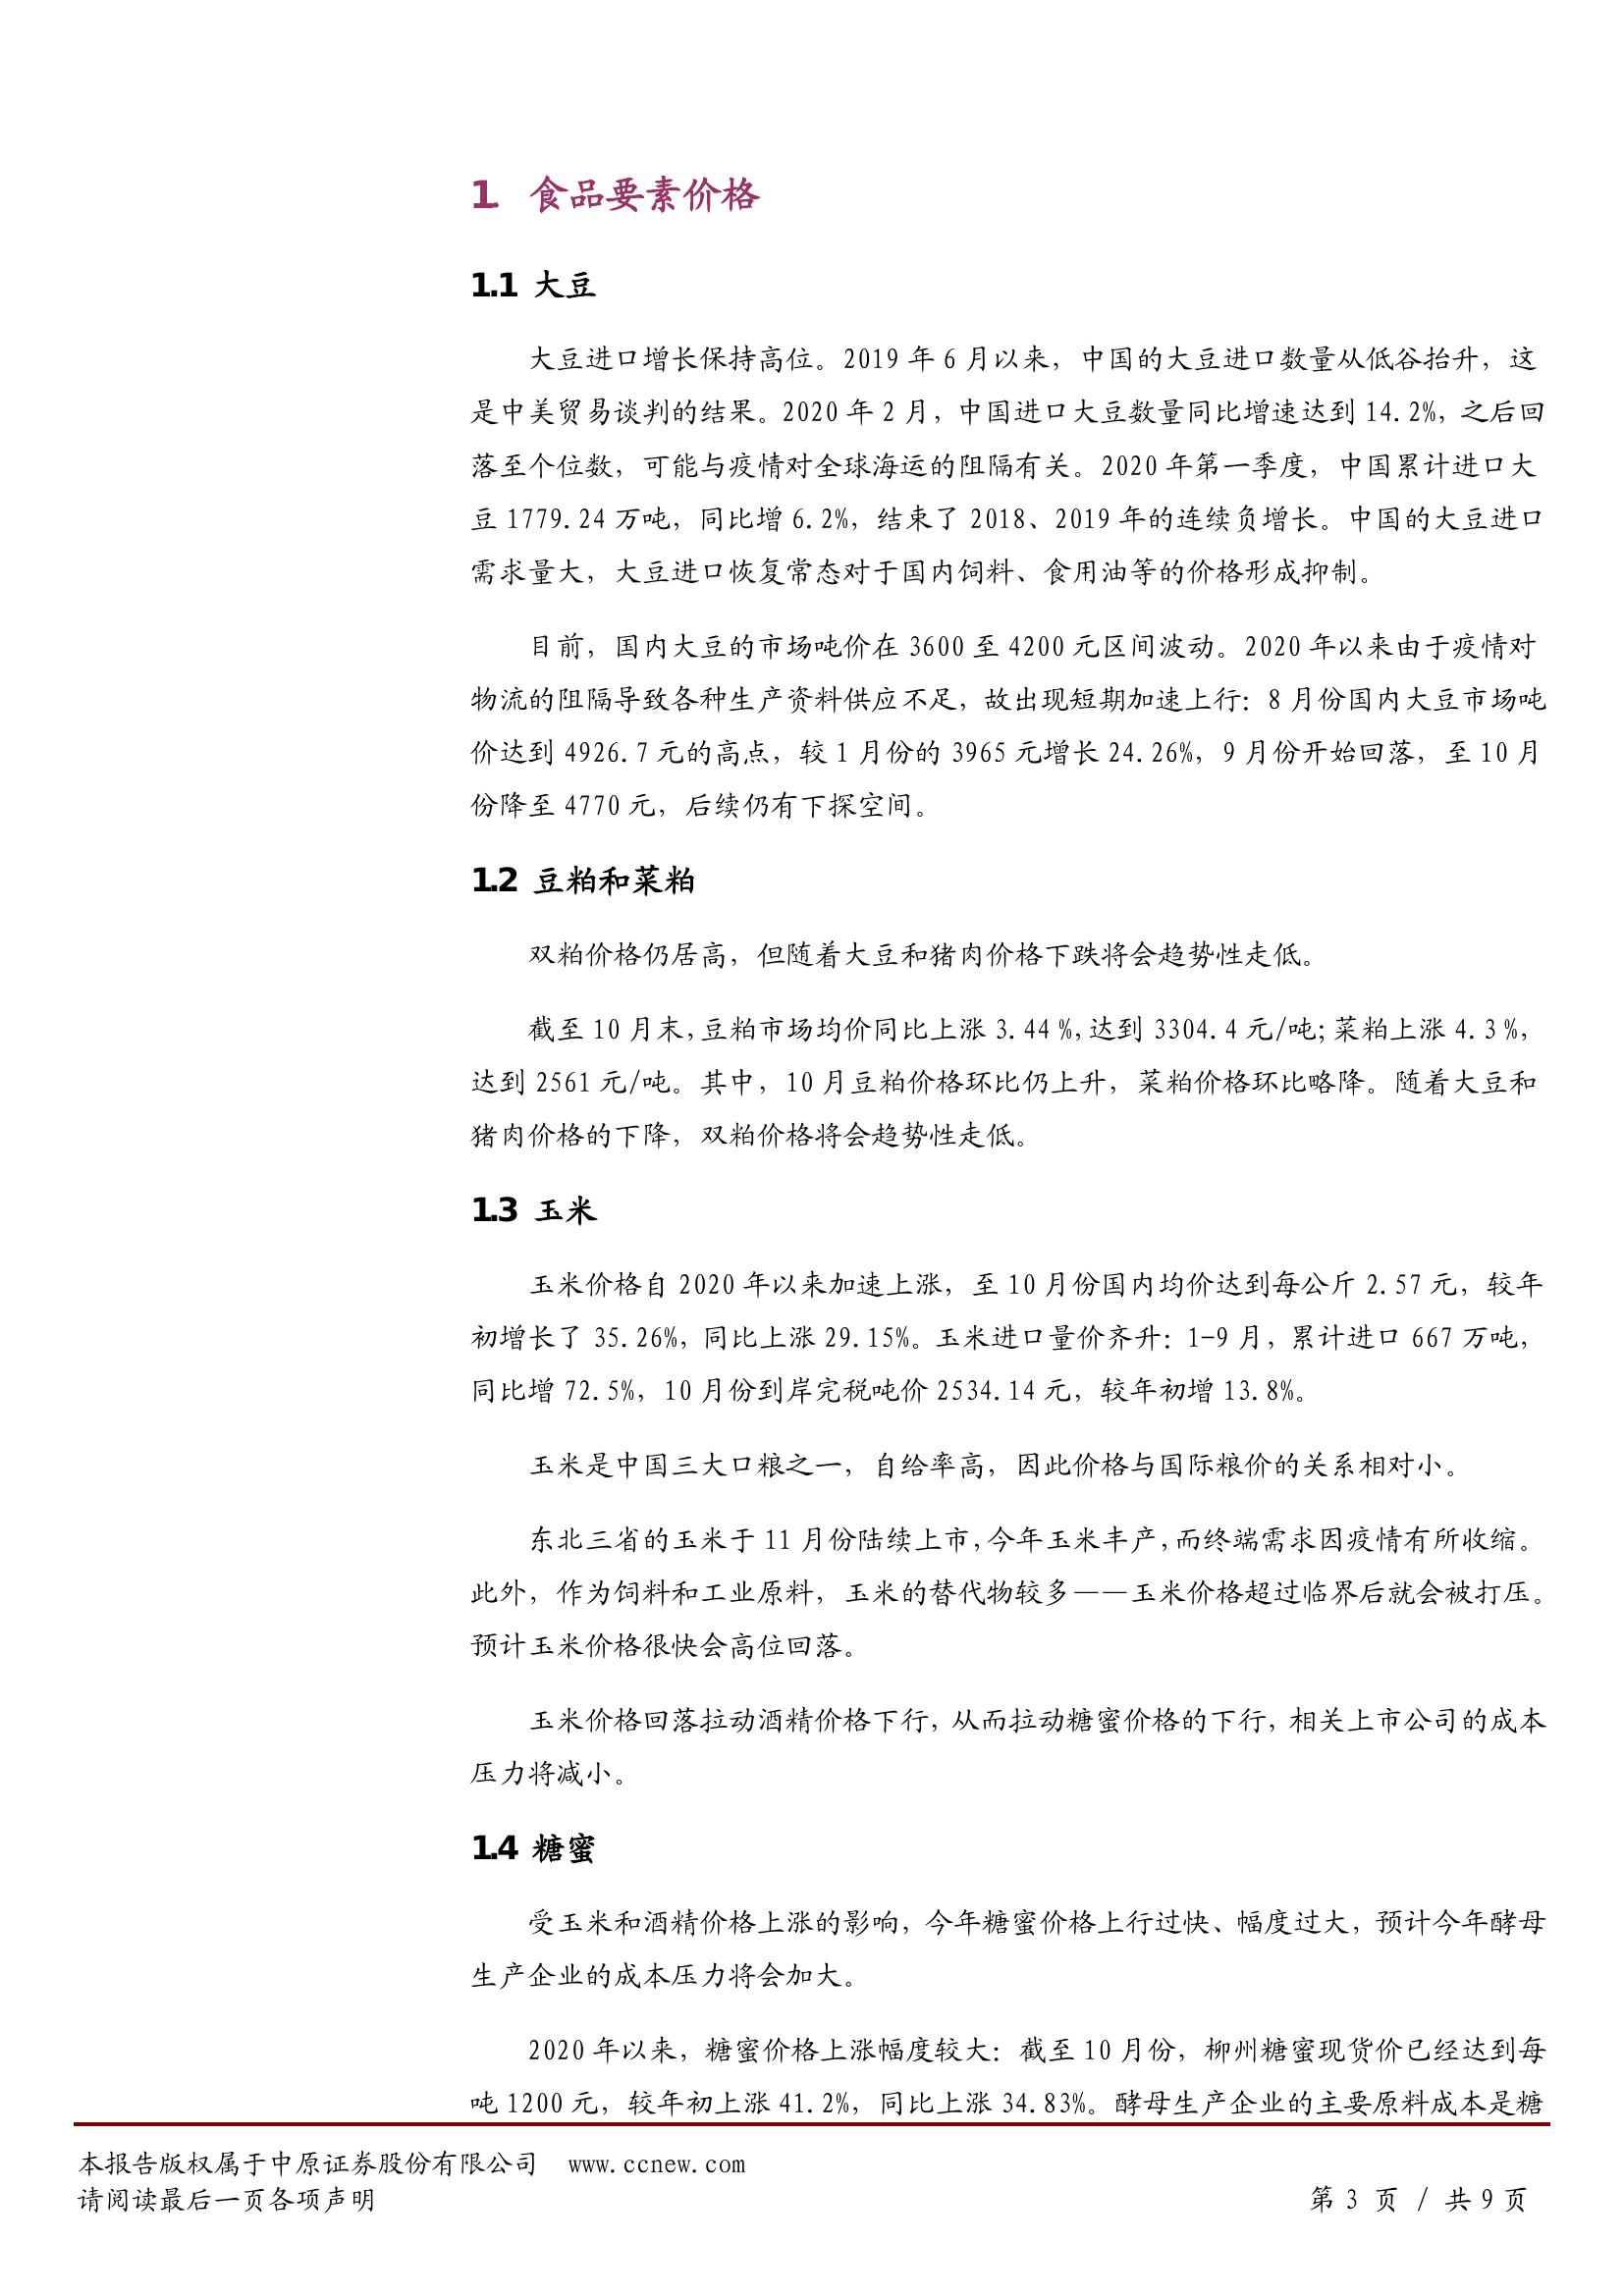 1. 食品要素价格
1.1 大豆
大豆进口增长保持高位。2019 年 6 月以来，中国的大豆进口数量从低谷抬升，这
是中美贸易谈判的结果。2020 年 2 月，中国进口大豆数量同比增速达到 14.2%，之后回
落至个位数，可能与疫情对全球海运的阻隔有关。2020 年第一季度，中国累计进口大
豆 1779.24 万吨，同比增 6.2%，结束了 2018、2019 年的连续负增长。中国的大豆进口
需求量大，大豆进口恢复常态对于国内饲料、食用油等的价格形成抑制。
目前，国内大豆的市场吨价在 3600 至 4200 元区间波动。2020 年以来由于疫情对
物流的阻隔导致各种生产资料供应不足，故出现短期加速上行：8 月份国内大豆市场吨
价达到 4926.7 元的高点，较 1 月份的 3965 元增长 24.26%，9 月份开始回落，至 10 月
份降至 4770 元，后续仍有下探空间。
1.2 豆粕和菜粕
双粕价格仍居高，但随着大豆和猪肉价格下跌将会趋势性走低。
截至 10 月末，豆粕市场均价同比上涨 3.44 %，达到 3304.4 元/吨；菜粕上涨 4.3 %，
达到 2561 元/吨。其中，10 月豆粕价格环比仍上升，菜粕价格环比略降。随着大豆和
猪肉价格的下降，双粕价格将会趋势性走低。
1.3 玉米
玉米价格自 2020 年以来加速上涨，至 10 月份国内均价达到每公斤 2.57 元，较年
初增长了 35.26%，同比上涨 29.15%。玉米进口量价齐升：1-9 月，累计进口 667 万吨，
同比增 72.5%，10 月份到岸完税吨价 2534.14 元，较年初增 13.8%。
玉米是中国三大口粮之一，自给率高，因此价格与国际粮价的关系相对小。
东北三省的玉米于 11 月份陆续上市，今年玉米丰产，而终端需求因疫情有所收缩。
此外，作为饲料和工业原料，玉米的替代物较多——玉米价格超过临界后就会被打压。
预计玉米价格很快会高位回落。
玉米价格回落拉动酒精价格下行，从而拉动糖蜜价格的下行，相关上市公司的成本
压力将减小。
1.4 糖蜜
受玉米和酒精价格上涨的影响，今年糖蜜价格上行过快、幅度过大，预计今年酵母
生产企业的成本压力将会加大。
2020 年以来，糖蜜价格上涨幅度较大：截至 10 月份，柳州糖蜜现货价已经达到每
吨 1200 元，较年初上涨 41.2%，同比上涨 34.83%。酵母生产企业的主要原料成本是糖
本报告版权属于中原证券股份有限公司 www.ccnew.com
请阅读最后一页各项声明
第 3 页 / 共 9 页